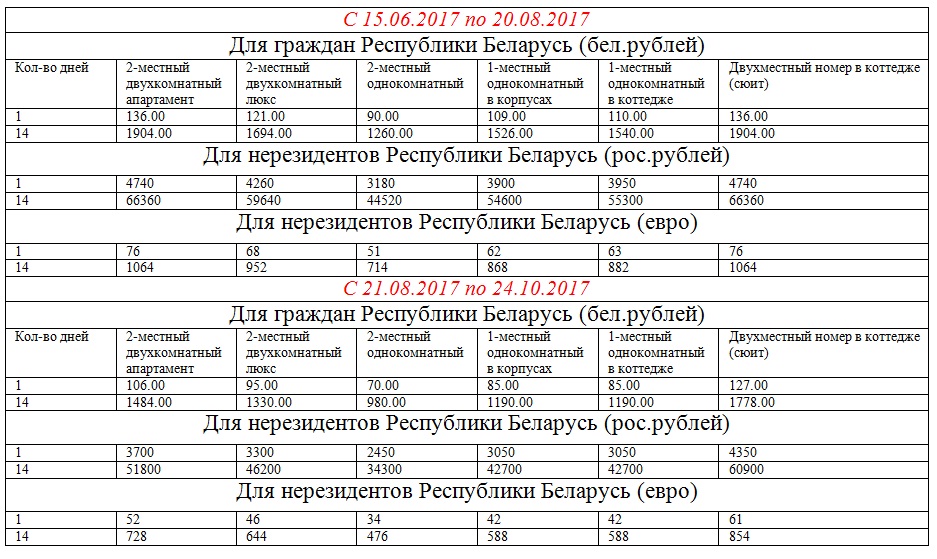 С 15.06.2017 по 20.08.2017
Для граждан Республики Беларусь (бел.рублей)
Кол-во дней 2-местный двухкомнатный апартамент 2-местный двухкомнатный люкс 2-местный однокомнатный 1-местный однокомнатный в корпусах 1-местный однокомнатный в коттедже Двухместный номер в коттедже (сюит)
1 136.00 121.00 90.00 109.00 110.00 136.00
14 1904.00 1694.00 1260.00 1526.00 1540.00 1904.00
Для нерезидентов Республики Беларусь (рос.рублей)
1 4740 4260 3180 3900 3950 4740
14 66360 59640 44520 54600 55300 66360
Для нерезидентов Республики Беларусь (евро)
1 76 68 51 62 63 76
14 1064 952 714 868 882 1064
С 21.08.2017 по 24.10.2017
Для граждан Республики Беларусь (бел.рублей)
Кол-во дней 2-местный двухкомнатный апартамент 2-местный двухкомнатный люкс 2-местный однокомнатный 1-местный однокомнатный в корпусах 1-местный однокомнатный в коттедже Двухместный номер в коттедже (сюит)
1 106.00 95.00 70.00 85.00 85.00 127.00
14 1484.00 1330.00 980.00 1190.00 1190.00 1778.00
Для нерезидентов Республики Беларусь (рос.рублей)
1 3700 3300 2450 3050 3050 4350
14 51800 46200 34300 42700 42700 60900
Для нерезидентов Республики Беларусь (евро)
1 52 46 34 42 42 61
14 728 644 476 588 588 854